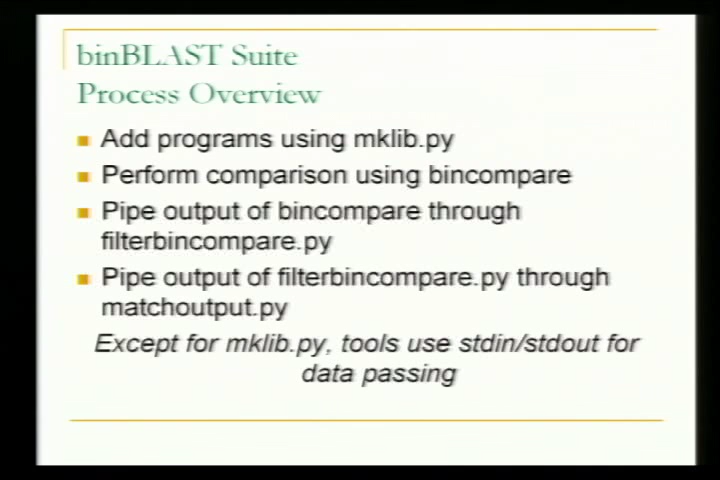 binBLAST Suite
Process Overview
Add programs using mklib.py
Perform comparison using bincompare
Pipe output of bincompare through
filterbincompare.py
Pipe output of filterbincompare.py through
matchoutput.py
Except for mklib.py, tools use stdin/stdout for
data passing